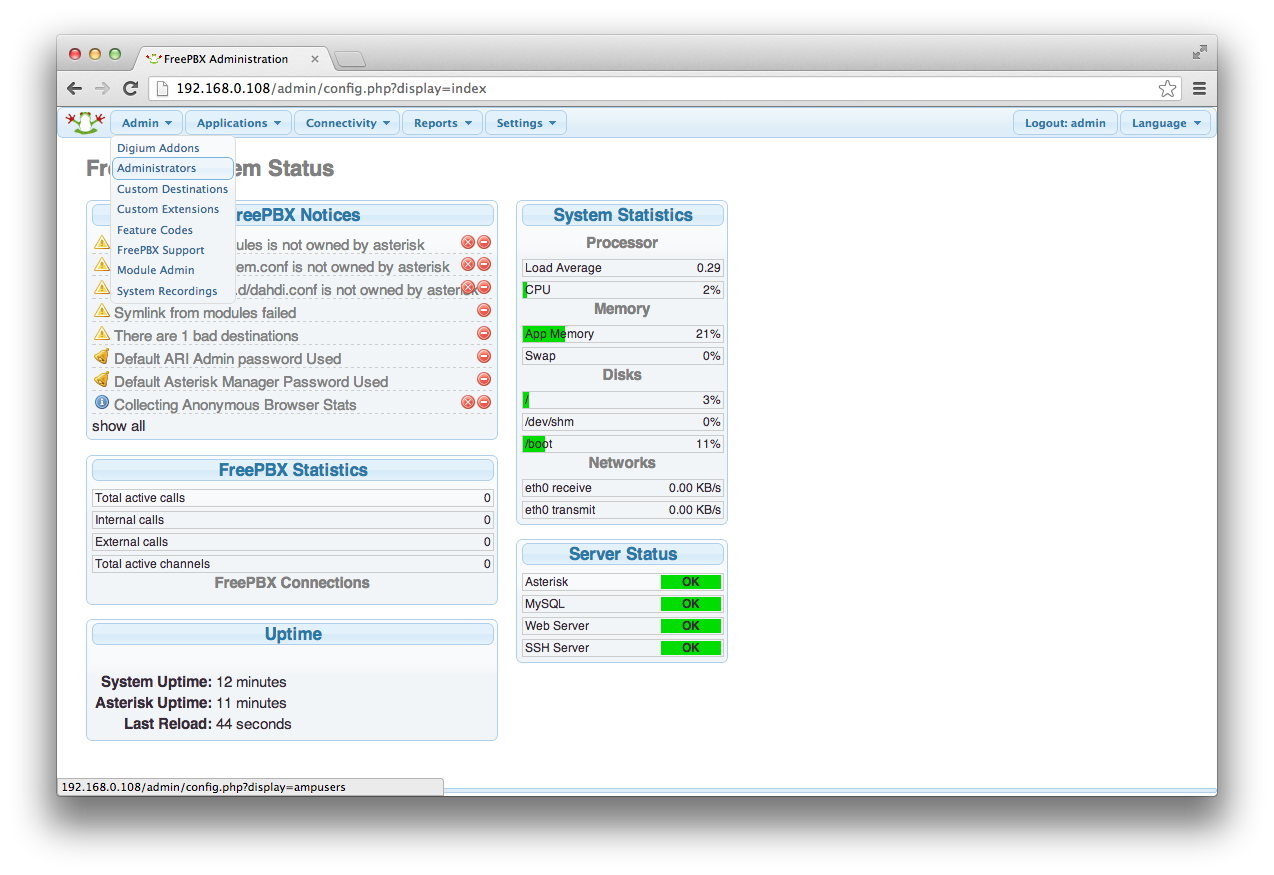 FreePBX Administration
192.168.0.108/admin/config.php?display=index
Admin Applications Connectivity Reports Settings Logout: admin Language
Digium Addons
Administrators
Custom Destinations
Custom Extensions
Feature Codes
FreePBX Support
Module Admin
System Recordings
Fr em Status
reePBX Notices
ules is not owned by asterisk
em.conf is not owned by asterisk
.d/dahdi.conf is not owned by asterisk
Symlink from modules failed
There are 1 bad destinations
Default ARI Admin password Used
Default Asterisk Manager Password Used
Collecting Anonymous Browser Stats
show all
FreePBX Statistics
Total active calls 0
Internal calls 0
External calls 0
Total active channels 0
FreePBX Connections
Uptime
System Uptime: 12 minutes
Asterisk Uptime: 11 minutes
Last Reload: 44 seconds
System Statistics
Processor
Load Average 0.29
CPU 2%
Memory
App Memory 21%
Swap 0%
Disks
/ 3%
/dev/shm 0%
/boot 11%
Networks
eth0 receive 0.00 KB/s
eth0 transmit 0.00 KB/s
Server Status
Asterisk OK
MySQL OK
Web Server OK
SSH Server OK
192.168.0.108/admin/config.php?display=ampusers